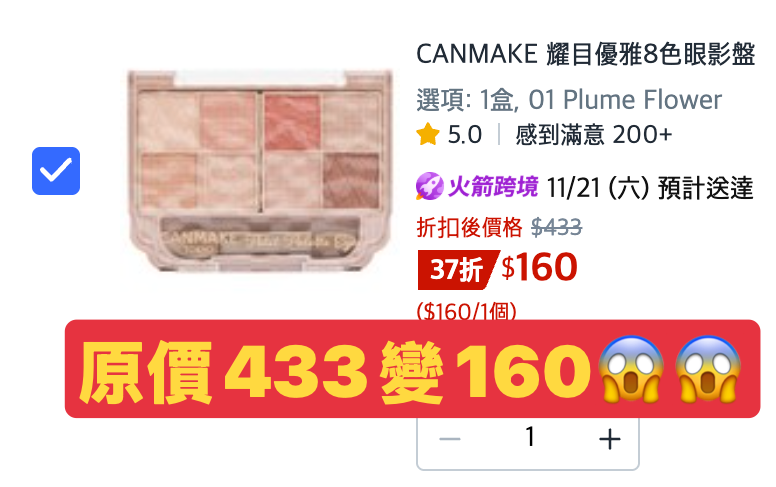 CANMAKE 耀目優雅8色眼影盤
選項: 1盒, 01 Plume Flower
5.0 | 感到滿意 200+
火箭跨境 11/21 (六) 預計送達
折扣後價格 $433
37折 $160
($160/1個)
CANMAKE
原價433變160😱😱
− 1 +